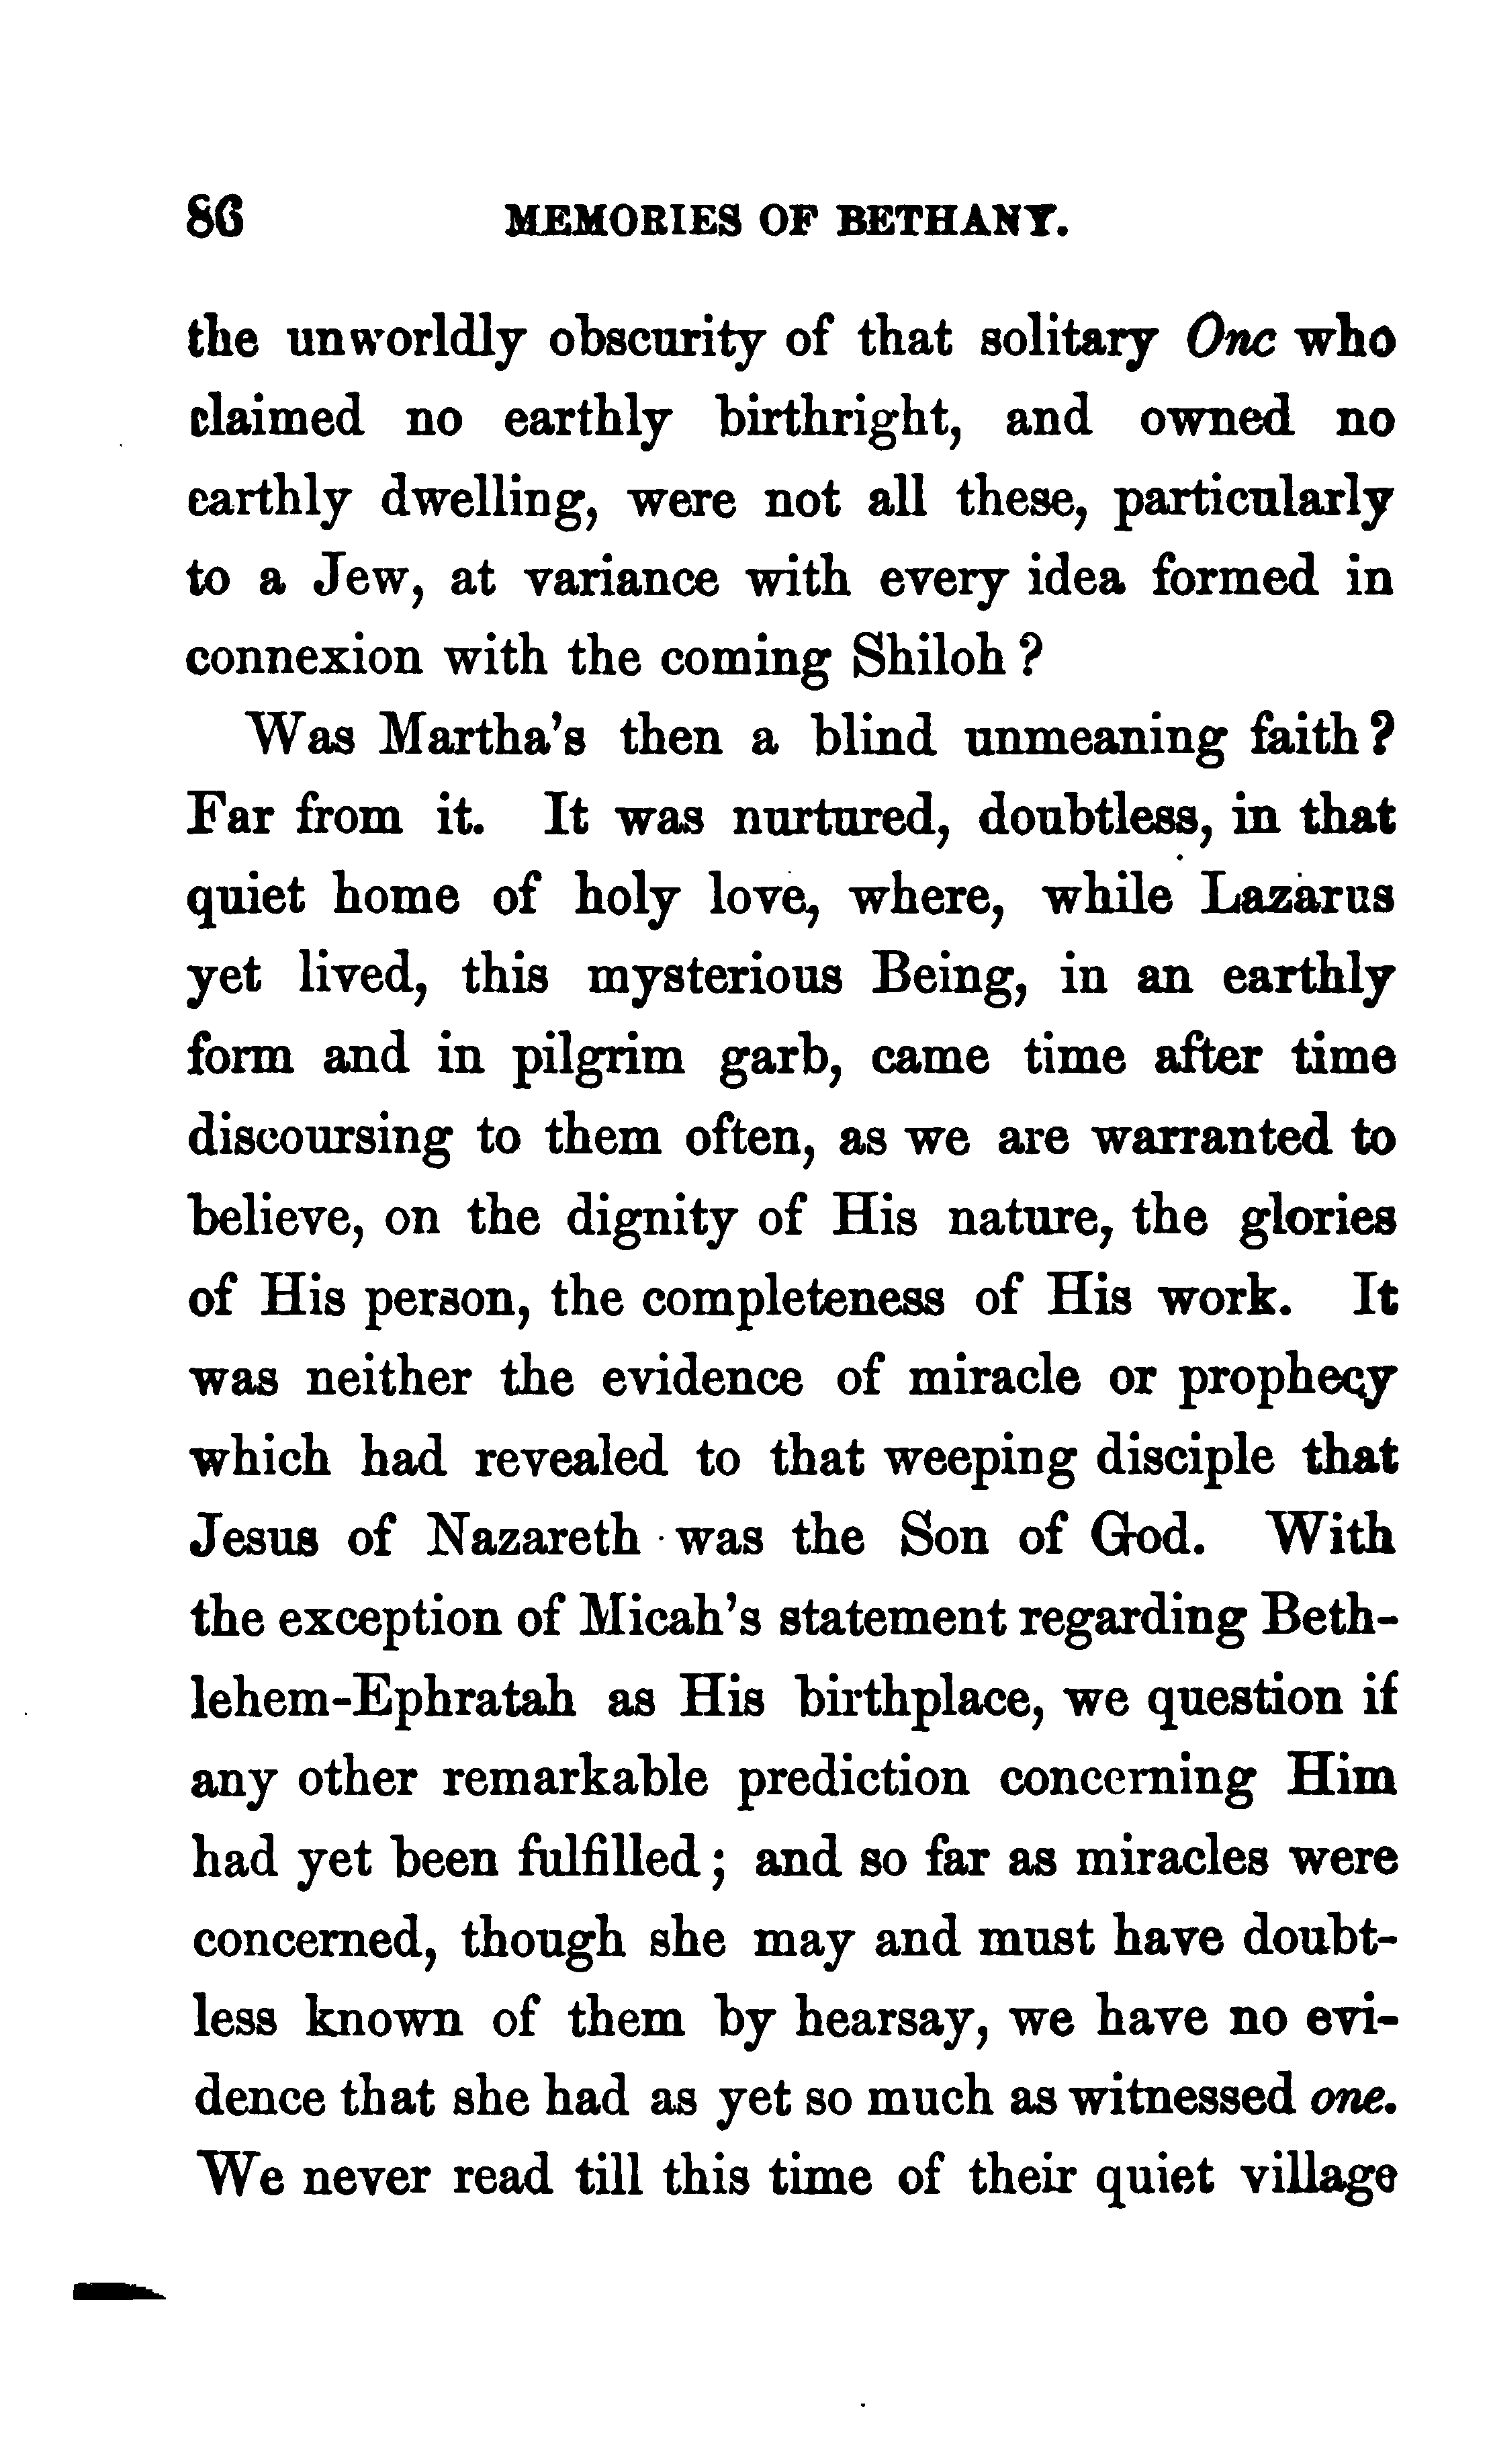 86 MEMORIES OF BETHANY.
the unworldly obscurity of that solitary One who
claimed no earthly birthright, and owned no
earthly dwelling, were not all these, particularly
to a Jew, at variance with every idea formed in
connexion with the coming Shiloh?
Was Martha's then a blind unmeaning faith?
Far from it. It was nurtured, doubtless, in that
quiet home of holy love, where, while Lazarus
yet lived, this mysterious Being, in an earthly
form and in pilgrim garb, came time after time
discoursing to them often, as we are warranted to
believe, on the dignity of His nature, the glories
of His person, the completeness of His work. It
was neither the evidence of miracle or prophecy
which had revealed to that weeping disciple that
Jesus of Nazareth was the Son of God. With
the exception of Micah's statement regarding Beth-
lehem-Ephratah as His birthplace, we question if
any other remarkable prediction concerning Him
had yet been fulfilled; and so far as miracles were
concerned, though she may and must have doubt-
less known of them by hearsay, we have no evi-
dence that she had as yet so much as witnessed one.
We never read till this time of their quiet village